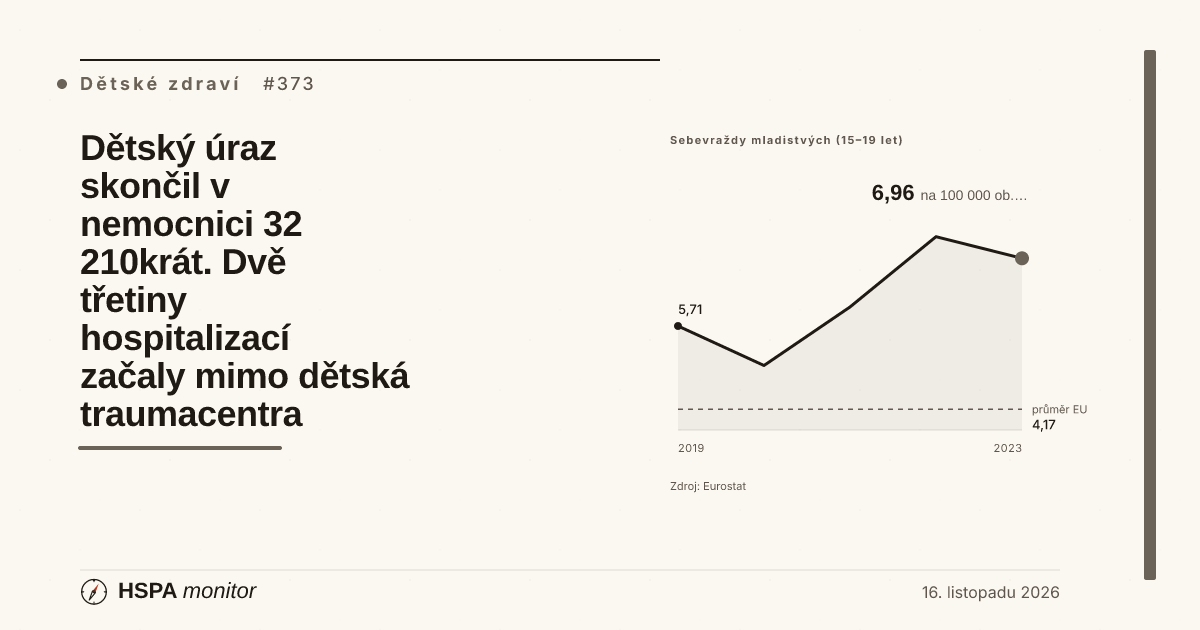 Dětské zdraví #373
Dětský úraz
skončil v
nemocnici 32
210krát. Dvě
třetiny
hospitalizací
začaly mimo dětská
traumacentra
Sebevraždy mladistvých (15–19 let)
6,96 na 100 000 ob.…
5,71
průměr EU
4,17
2019 2023
Zdroj: Eurostat
HSPA monitor
16. listopadu 2026